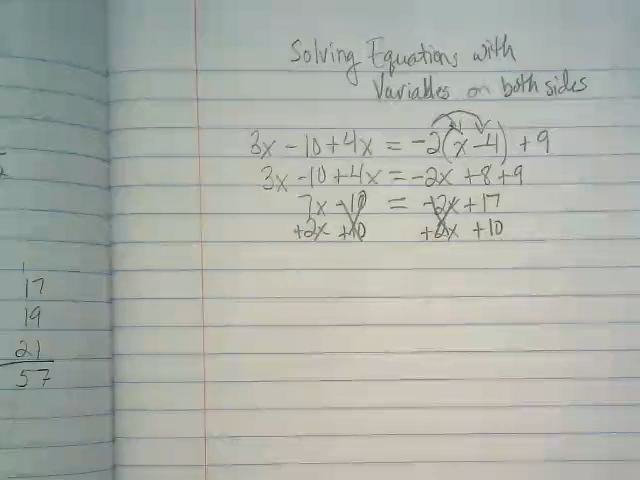 Solving Equations with
Variables on both sides
3x - 10 + 4x = -2(x - 4) + 9
3x - 10 + 4x = -2x + 8 + 9
7x - 10 = -2x + 17
+2x +10 +2x +10
1
17
19
21
57